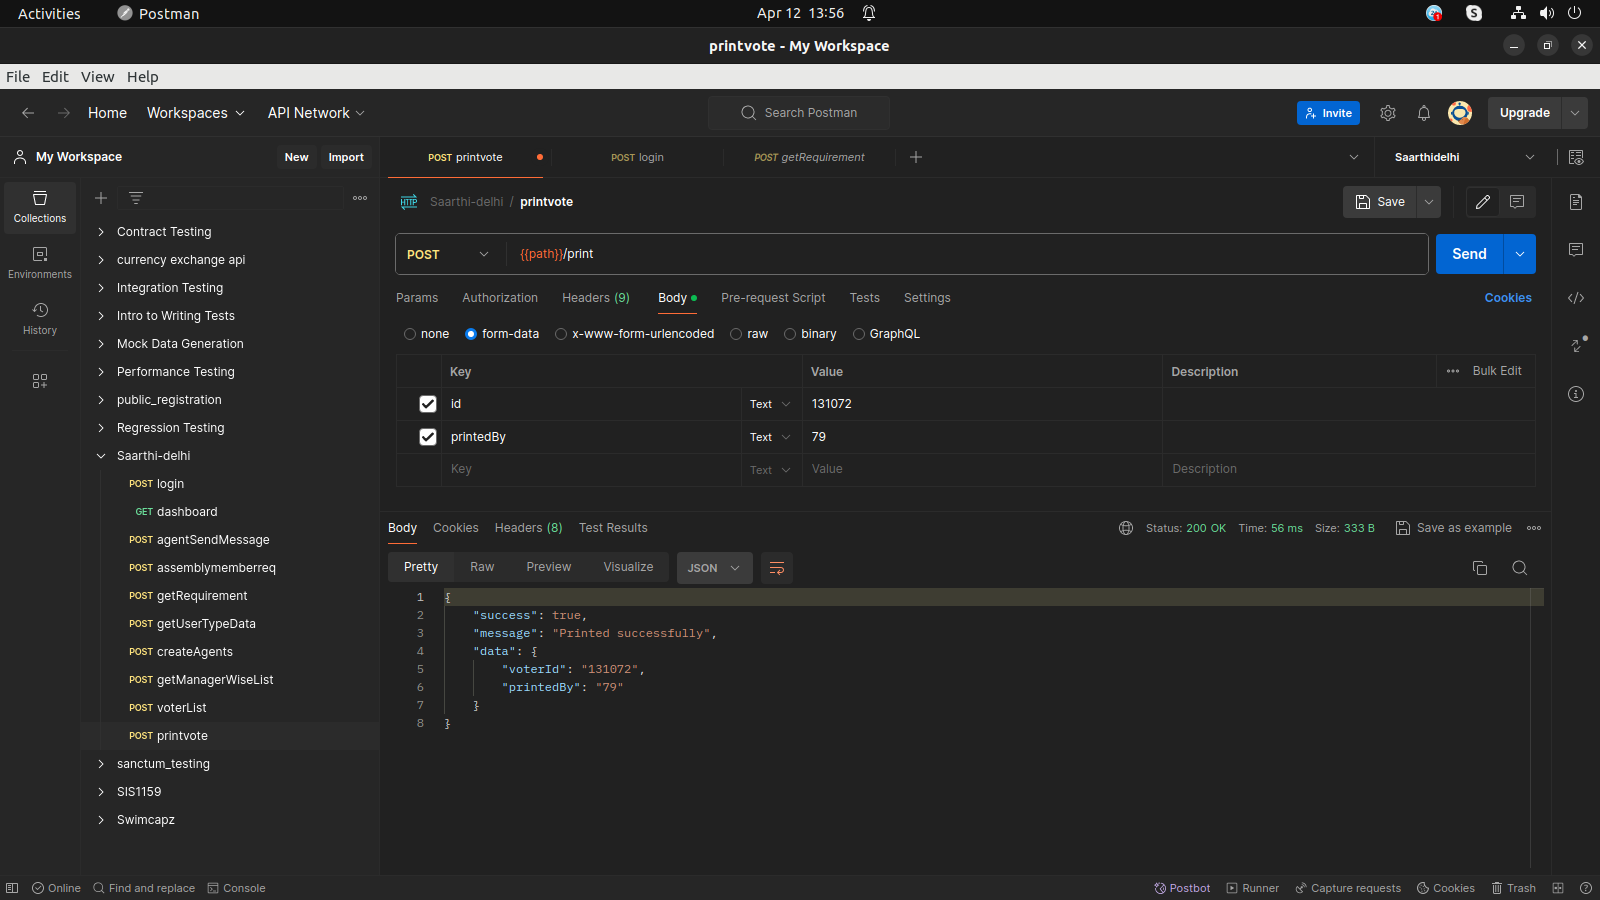 Activities Postman Apr 12 13:56
printvote - My Workspace
File Edit View Help
Home Workspaces API Network Search Postman Invite Upgrade
My Workspace New Import POST printvote POST login POST getRequirement Saarthidelhi
Collections
Environments
History
Contract Testing
currency exchange api
Integration Testing
Intro to Writing Tests
Mock Data Generation
Performance Testing
public_registration
Regression Testing
Saarthi-delhi
POST login
GET dashboard
POST agentSendMessage
POST assemblymemberreq
POST getRequirement
POST getUserTypeData
POST createAgents
POST getManagerWiseList
POST voterList
POST printvote
sanctum_testing
SIS1159
Swimcapz
HTTP Saarthi-delhi / printvote Save
POST {{path}}/print Send
Params Authorization Headers (9) Body Pre-request Script Tests Settings Cookies
none form-data x-www-form-urlencoded raw binary GraphQL
Key Value Description Bulk Edit
id Text 131072
printedBy Text 79
Key Text Value Description
Body Cookies Headers (8) Test Results Status: 200 OK Time: 56 ms Size: 333 B Save as example
Pretty Raw Preview Visualize JSON
1 {
2 "success": true,
3 "message": "Printed successfully",
4 "data": {
5 "voterId": "131072",
6 "printedBy": "79"
7 }
8 }
Online Find and replace Console Postbot Runner Capture requests Cookies Trash